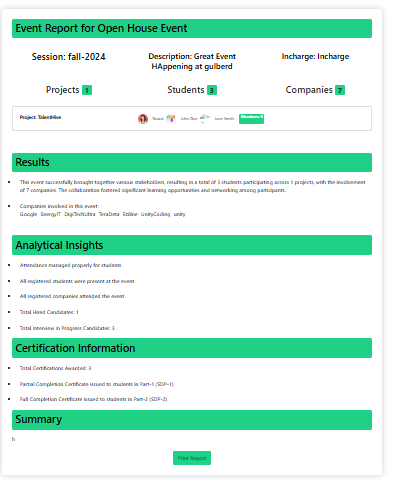 Event Report for Open House Event
Session: fall-2024
Description: Great Event
HAppening at gulberd
Incharge: Incharge
Projects 1
Students 3
Companies 7
Project: TalentHive
John Doe
Members: 3
Results
This event successfully brought together various stakeholders, resulting in a total of 3 students participating across 1 projects, with the involvement
of 7 companies. The collaboration fostered significant learning opportunities and networking among participants.
Companies involved in this event:
Google EnergyIT DigiTechUltra TeraData Eziline UnityCoding unity
Analytical Insights
Attendance managed properly for students.
All registered students were present at the event.
All registered companies attended the event.
Total Hired Candidates: 1
Total Interview in Progress Candidates: 3
Certification Information
Total Certifications Awarded: 3
Partial Completion Certificate issued to students in Part-1 (SDP-1).
Full Completion Certificate issued to students in Part-2 (SDP-2).
Summary
h
Print Report